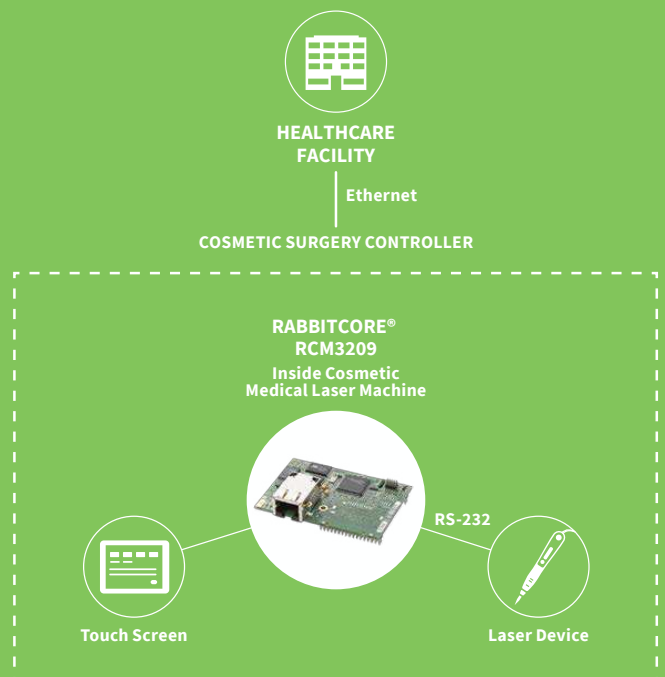 HEALTHCARE
FACILITY
Ethernet
COSMETIC SURGERY CONTROLLER
RABBITCORE®
RCM3209
Inside Cosmetic
Medical Laser Machine
RS-232
Touch Screen
Laser Device